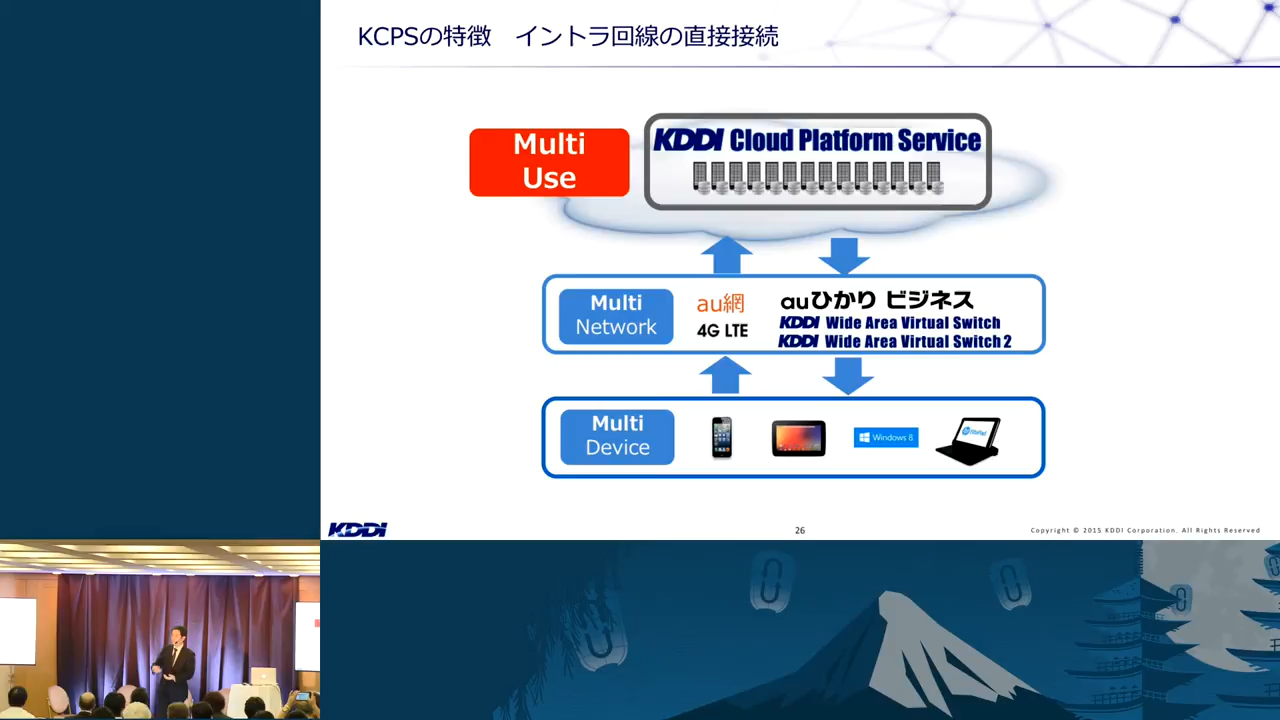 KCPSの特徴 イントラ回線の直接接続
Multi
Use
KDDI Cloud Platform Service
Multi
Network
au網
4G LTE
auひかり ビジネス
KDDI Wide Area Virtual Switch
KDDI Wide Area Virtual Switch 2
Multi
Device
Windows 8
KDDI
26
Copyright © 2015 KDDI Corporation. All Rights Reserved